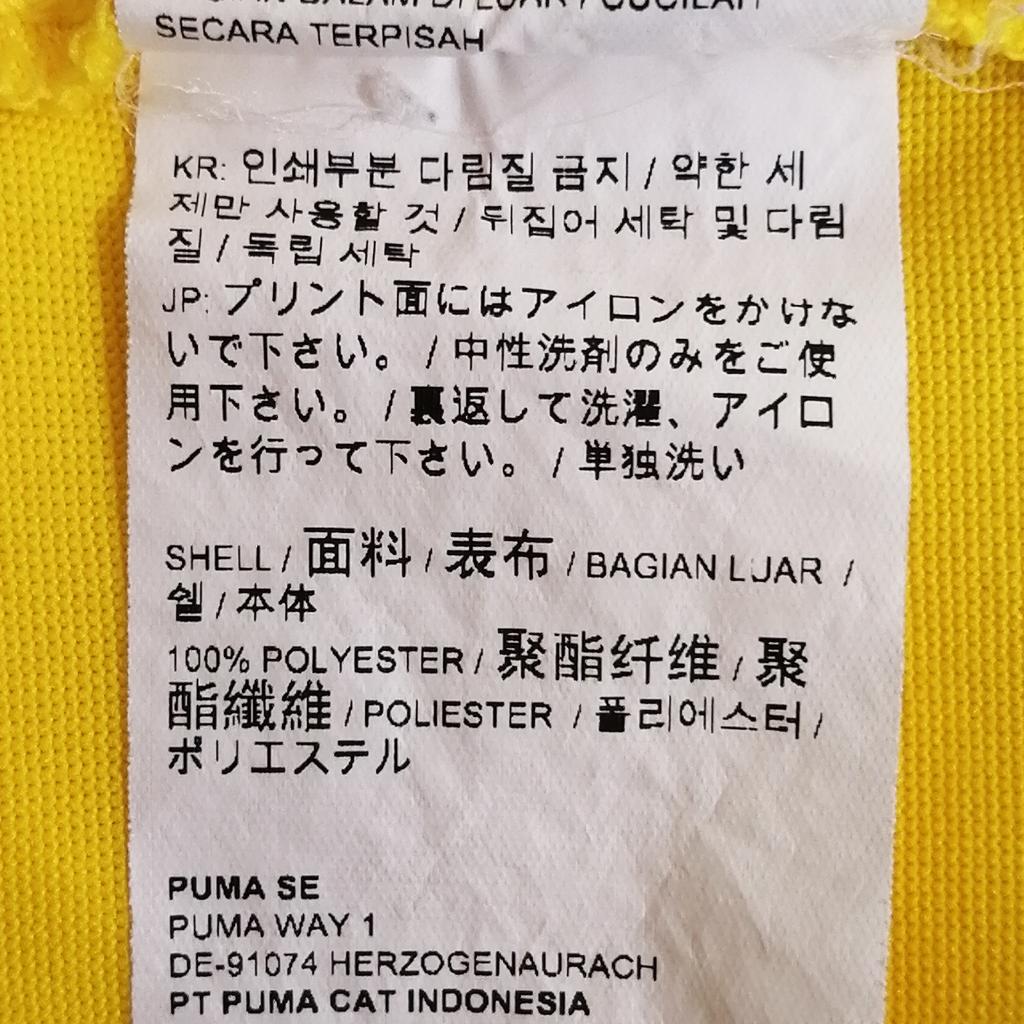 SECARA TERPISAH
KR: 인쇄부분 다림질 금지 / 약한 세
제만 사용할 것 / 뒤집어 세탁 및 다림
질 / 독립 세탁
JP: プリント面にはアイロンをかけな
いで下さい。 / 中性洗剤のみをご使
用下さい。 / 裏返して洗濯、アイロ
ンを行って下さい。 / 単独洗い
SHELL / 面料 / 表布 / BAGIAN LUAR /
쉘 / 本体
100% POLYESTER / 聚酯纤维 / 聚
酯纖維 / POLIESTER / 폴리에스터 /
ポリエステル
PUMA SE
PUMA WAY 1
DE-91074 HERZOGENAURACH
PT PUMA CAT INDONESIA